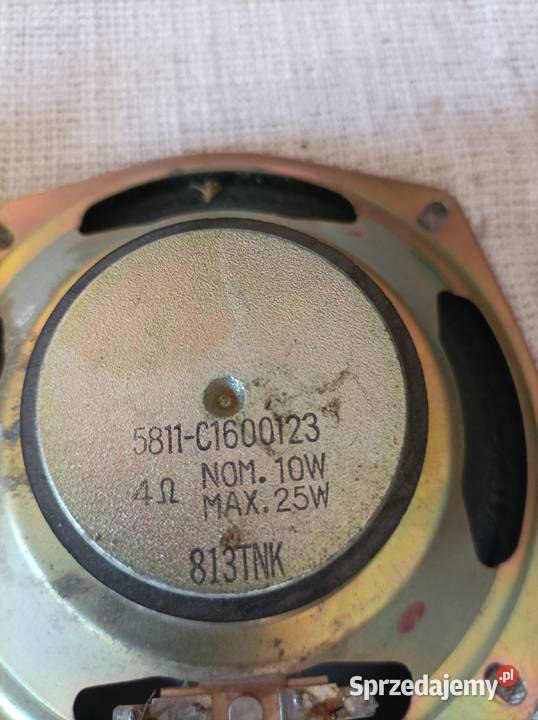 5811-C1600123
4Ω NOM. 10W
MAX. 25W
813TNK
Sprzedajemy.pl